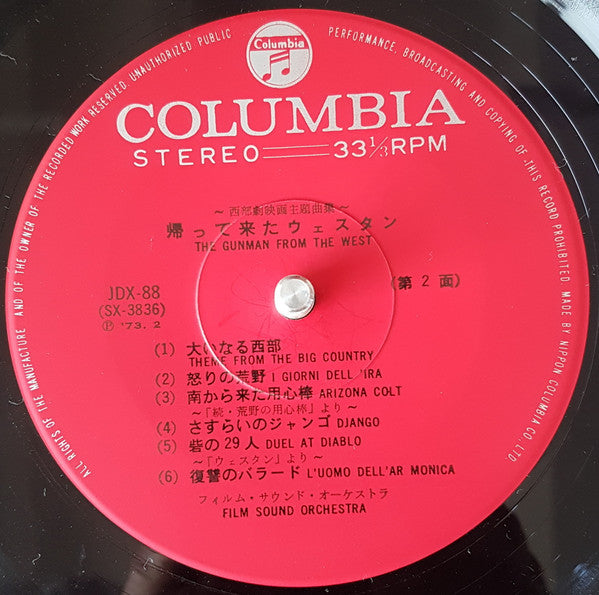 ALL RIGHTS OF THE MANUFACTURE AND OF THE OWNER OF THE RECORDED WORK RESERVED. UNAUTHORIZED PUBLIC PERFORMANCE, BROADCASTING AND COPYING OF THIS RECORD PROHIBITED. MADE BY NIPPON COLUMBIA CO. LTD.
Columbia
COLUMBIA
STEREO 33⅓RPM
～西部劇映画主題曲集～
帰って来たウェスタン
THE GUNMAN FROM THE WEST
JDX-88
(第2面)
(SX-3836)
Ⓟ '73. 2
(1) 大いなる西部
THEME FROM THE BIG COUNTRY
(2) 怒りの荒野 I GIORNI DELL'IRA
(3) 南から来た用心棒 ARIZONA COLT
～「続・荒野の用心棒」より～
(4) さすらいのジャンゴ DJANGO
(5) 砦の29人 DUEL AT DIABLO
～「ウェスタン」より～
(6) 復讐のバラード L'UOMO DELL'AR MONICA
フィルム・サウンド・オーケストラ
FILM SOUND ORCHESTRA